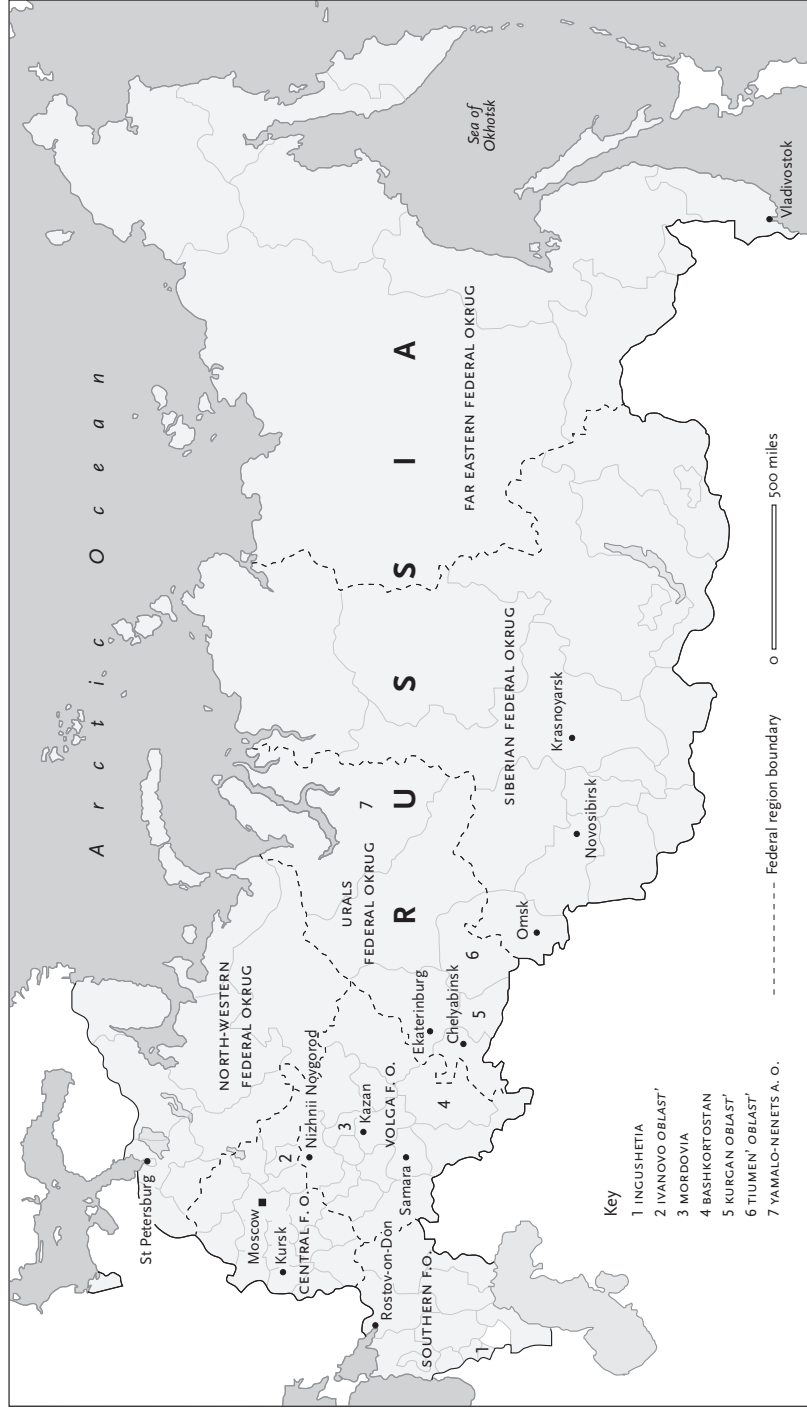 Arctic Ocean
Sea of
Okhotsk
RUSSIA
NORTH-WESTERN
FEDERAL OKRUG
URALS
FEDERAL OKRUG
7
SIBERIAN FEDERAL OKRUG
FAR EASTERN FEDERAL OKRUG
St Petersburg
Moscow
Kursk
CENTRAL F. O.
2
Nizhnii Novgorod
3
Kazan
VOLGA F. O.
Samara
4
Rostov-on-Don
SOUTHERN F.O.
1
Ekaterinburg
Chelyabinsk
5
6
Omsk
Novosibirsk
Krasnoyarsk
Vladivostok
Key
1 INGUSHETIA
2 IVANOVO OBLAST'
3 MORDOVIA
4 BASHKORTOSTAN
5 KURGAN OBLAST'
6 TIUMEN' OBLAST'
7 YAMALO-NENETS A. O.
Federal region boundary
0 500 miles